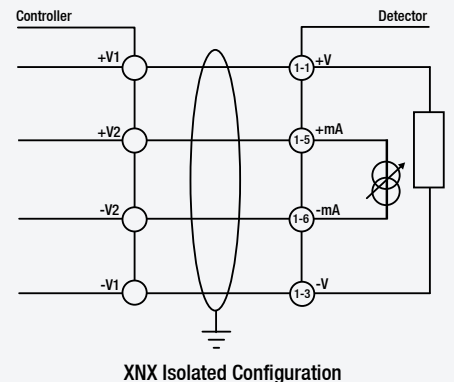 Controller Detector
+V1 1-1 +V
+V2 1-5 +mA
-V2 1-6 -mA
-V1 1-3 -V
XNX Isolated Configuration